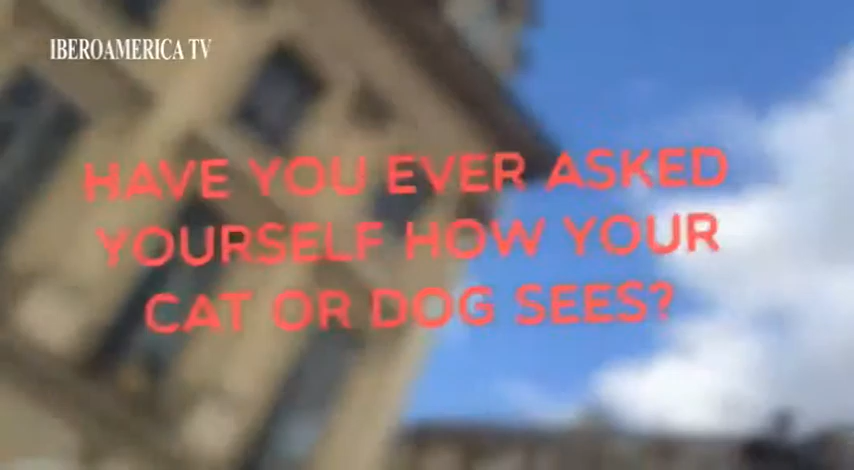 IBEROAMERICA TV
HAVE YOU EVER ASKED
YOURSELF HOW YOUR
CAT OR DOG SEES?